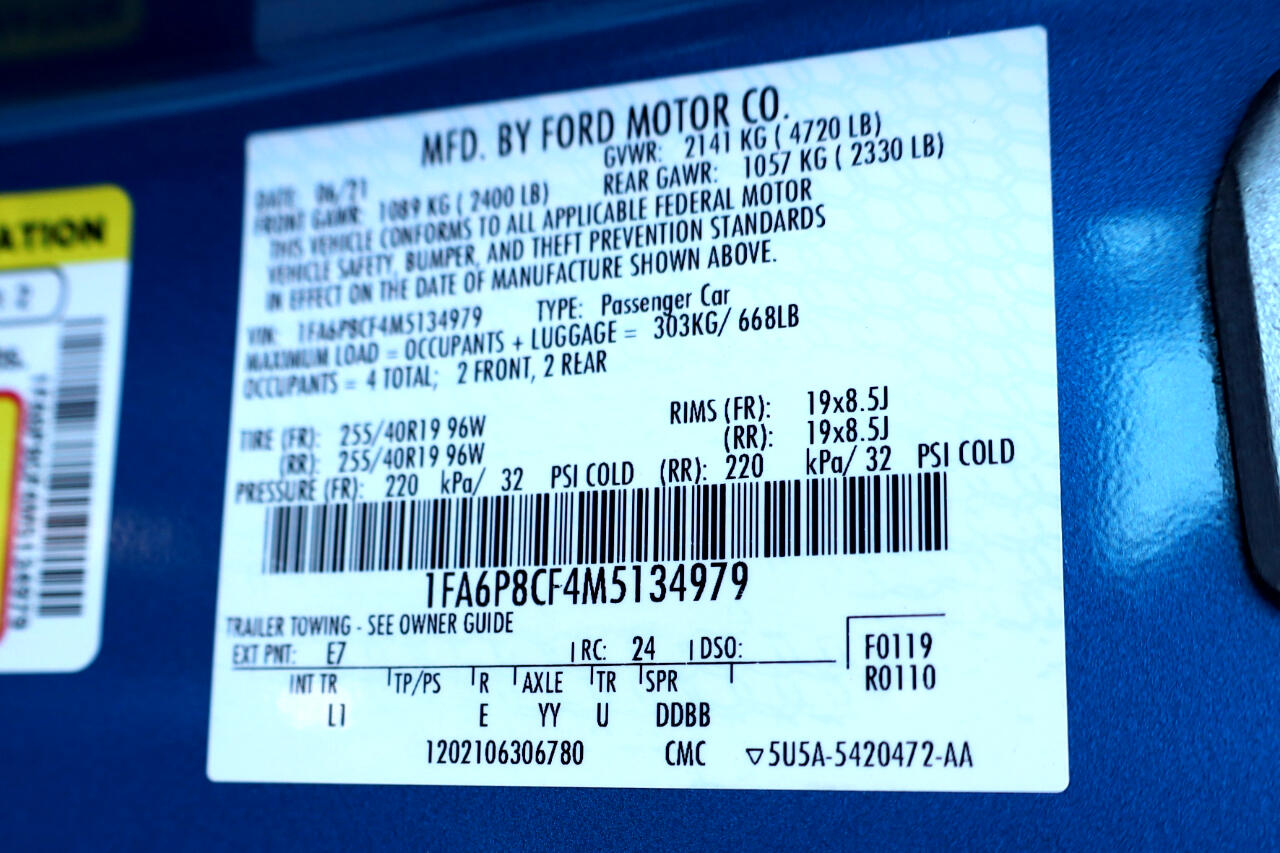 MFD. BY FORD MOTOR CO.
DATE: 06/21 GVWR: 2141 KG ( 4720 LB)
FRONT GAWR: 1089 KG ( 2400 LB) REAR GAWR: 1057 KG ( 2330 LB)
THIS VEHICLE CONFORMS TO ALL APPLICABLE FEDERAL MOTOR
VEHICLE SAFETY, BUMPER, AND THEFT PREVENTION STANDARDS
IN EFFECT ON THE DATE OF MANUFACTURE SHOWN ABOVE.
VIN: 1FA6P8CF4M5134979 TYPE: Passenger Car
MAXIMUM LOAD = OCCUPANTS + LUGGAGE = 303KG/ 668LB
OCCUPANTS = 4 TOTAL; 2 FRONT, 2 REAR
TIRE (FR): 255/40R19 96W RIMS (FR): 19x8.5J
(RR): 255/40R19 96W (RR): 19x8.5J
PRESSURE (FR): 220 kPa/ 32 PSI COLD (RR): 220 kPa/ 32 PSI COLD
1FA6P8CF4M5134979
TRAILER TOWING - SEE OWNER GUIDE
EXT PNT: E7 RC: 24 DSO: F0119
INT TR TP/PS R AXLE TR SPR R0110
L1 E YY U DDBB
1202106306780 CMC ▽5U5A-5420472-AA
ATION